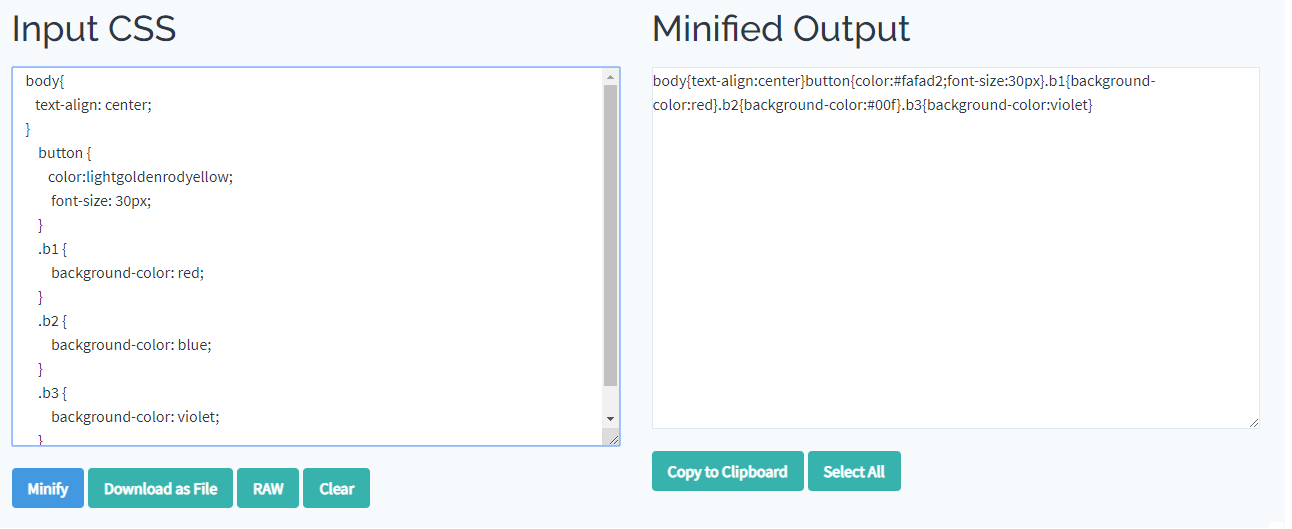 Input CSS
body{
text-align: center;
}
button {
color:lightgoldenrodyellow;
font-size: 30px;
}
.b1 {
background-color: red;
}
.b2 {
background-color: blue;
}
.b3 {
background-color: violet;
}
Minify
Download as File
RAW
Clear
Minified Output
body{text-align:center}button{color:#fafad2;font-size:30px}.b1{background-
color:red}.b2{background-color:#00f}.b3{background-color:violet}
Copy to Clipboard
Select All